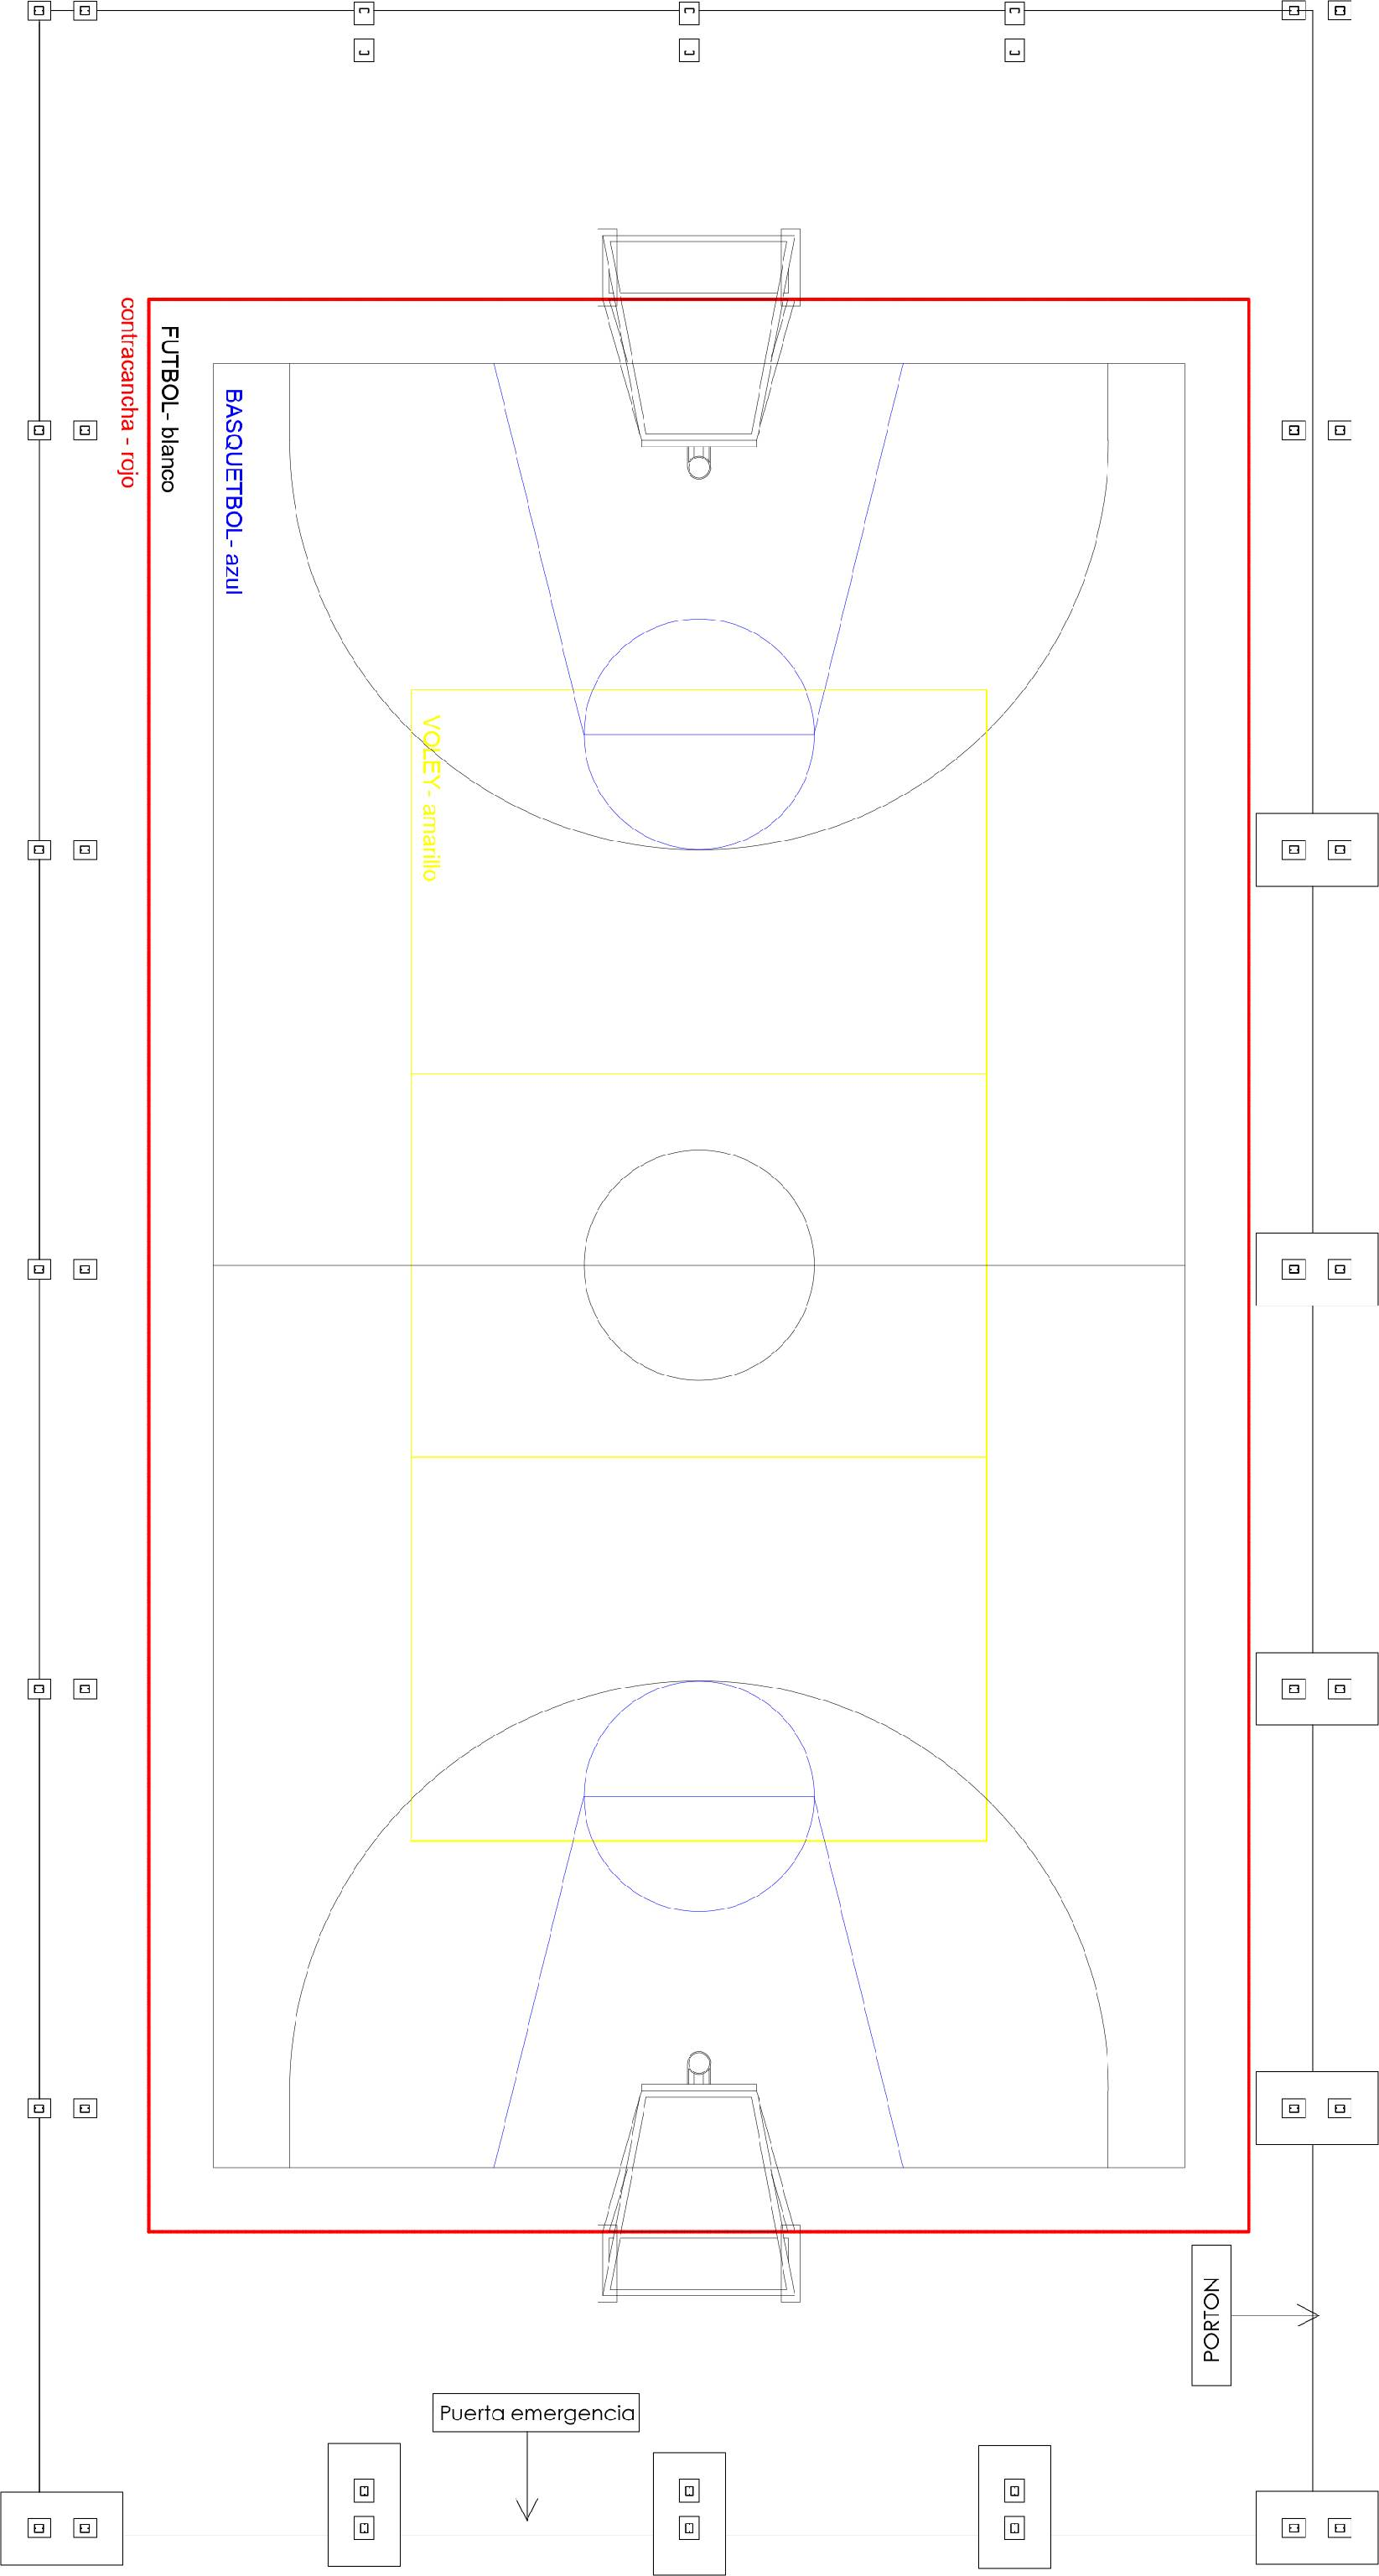 contracancha - rojo
FUTBOL- blanco
BASQUETBOL- azul
VOLEY - amarillo
PORTON
Puerta emergencia